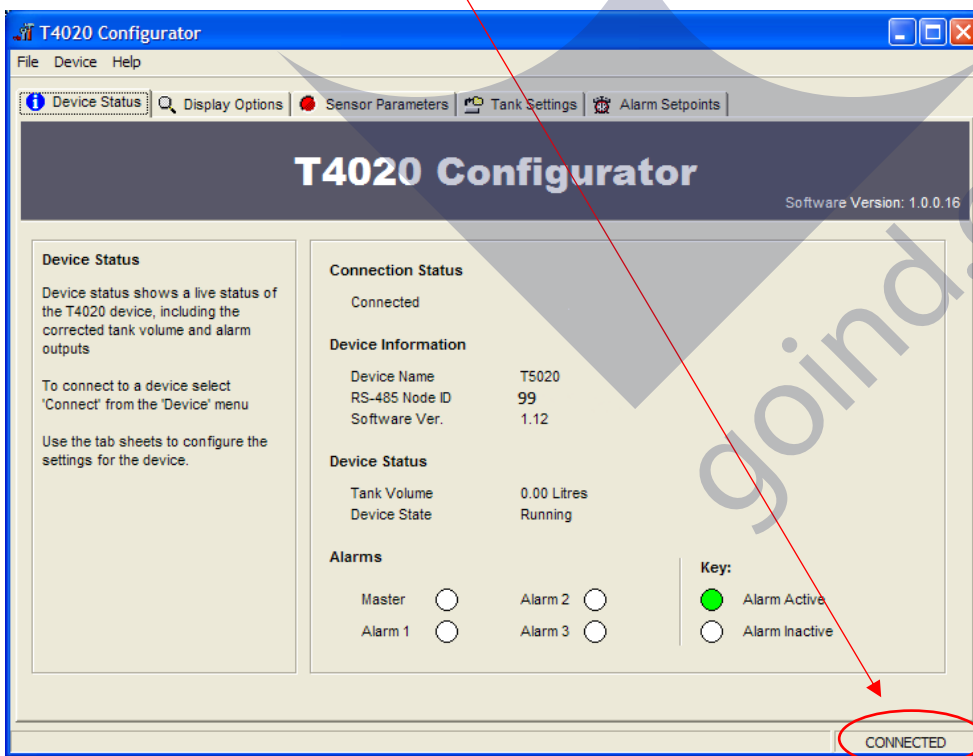 T4020 Configurator
File Device Help
Device Status Display Options Sensor Parameters Tank Settings Alarm Setpoints
T4020 Configurator
Software Version: 1.0.0.16
Device Status
Device status shows a live status of
the T4020 device, including the
corrected tank volume and alarm
outputs
To connect to a device select
'Connect' from the 'Device' menu
Use the tab sheets to configure the
settings for the device.
Connection Status
Connected
Device Information
Device Name T5020
RS-485 Node ID 99
Software Ver. 1.12
Device Status
Tank Volume 0.00 Litres
Device State Running
Alarms
Master Alarm 2
Alarm 1 Alarm 3
Key:
Alarm Active
Alarm Inactive
CONNECTED
goind.